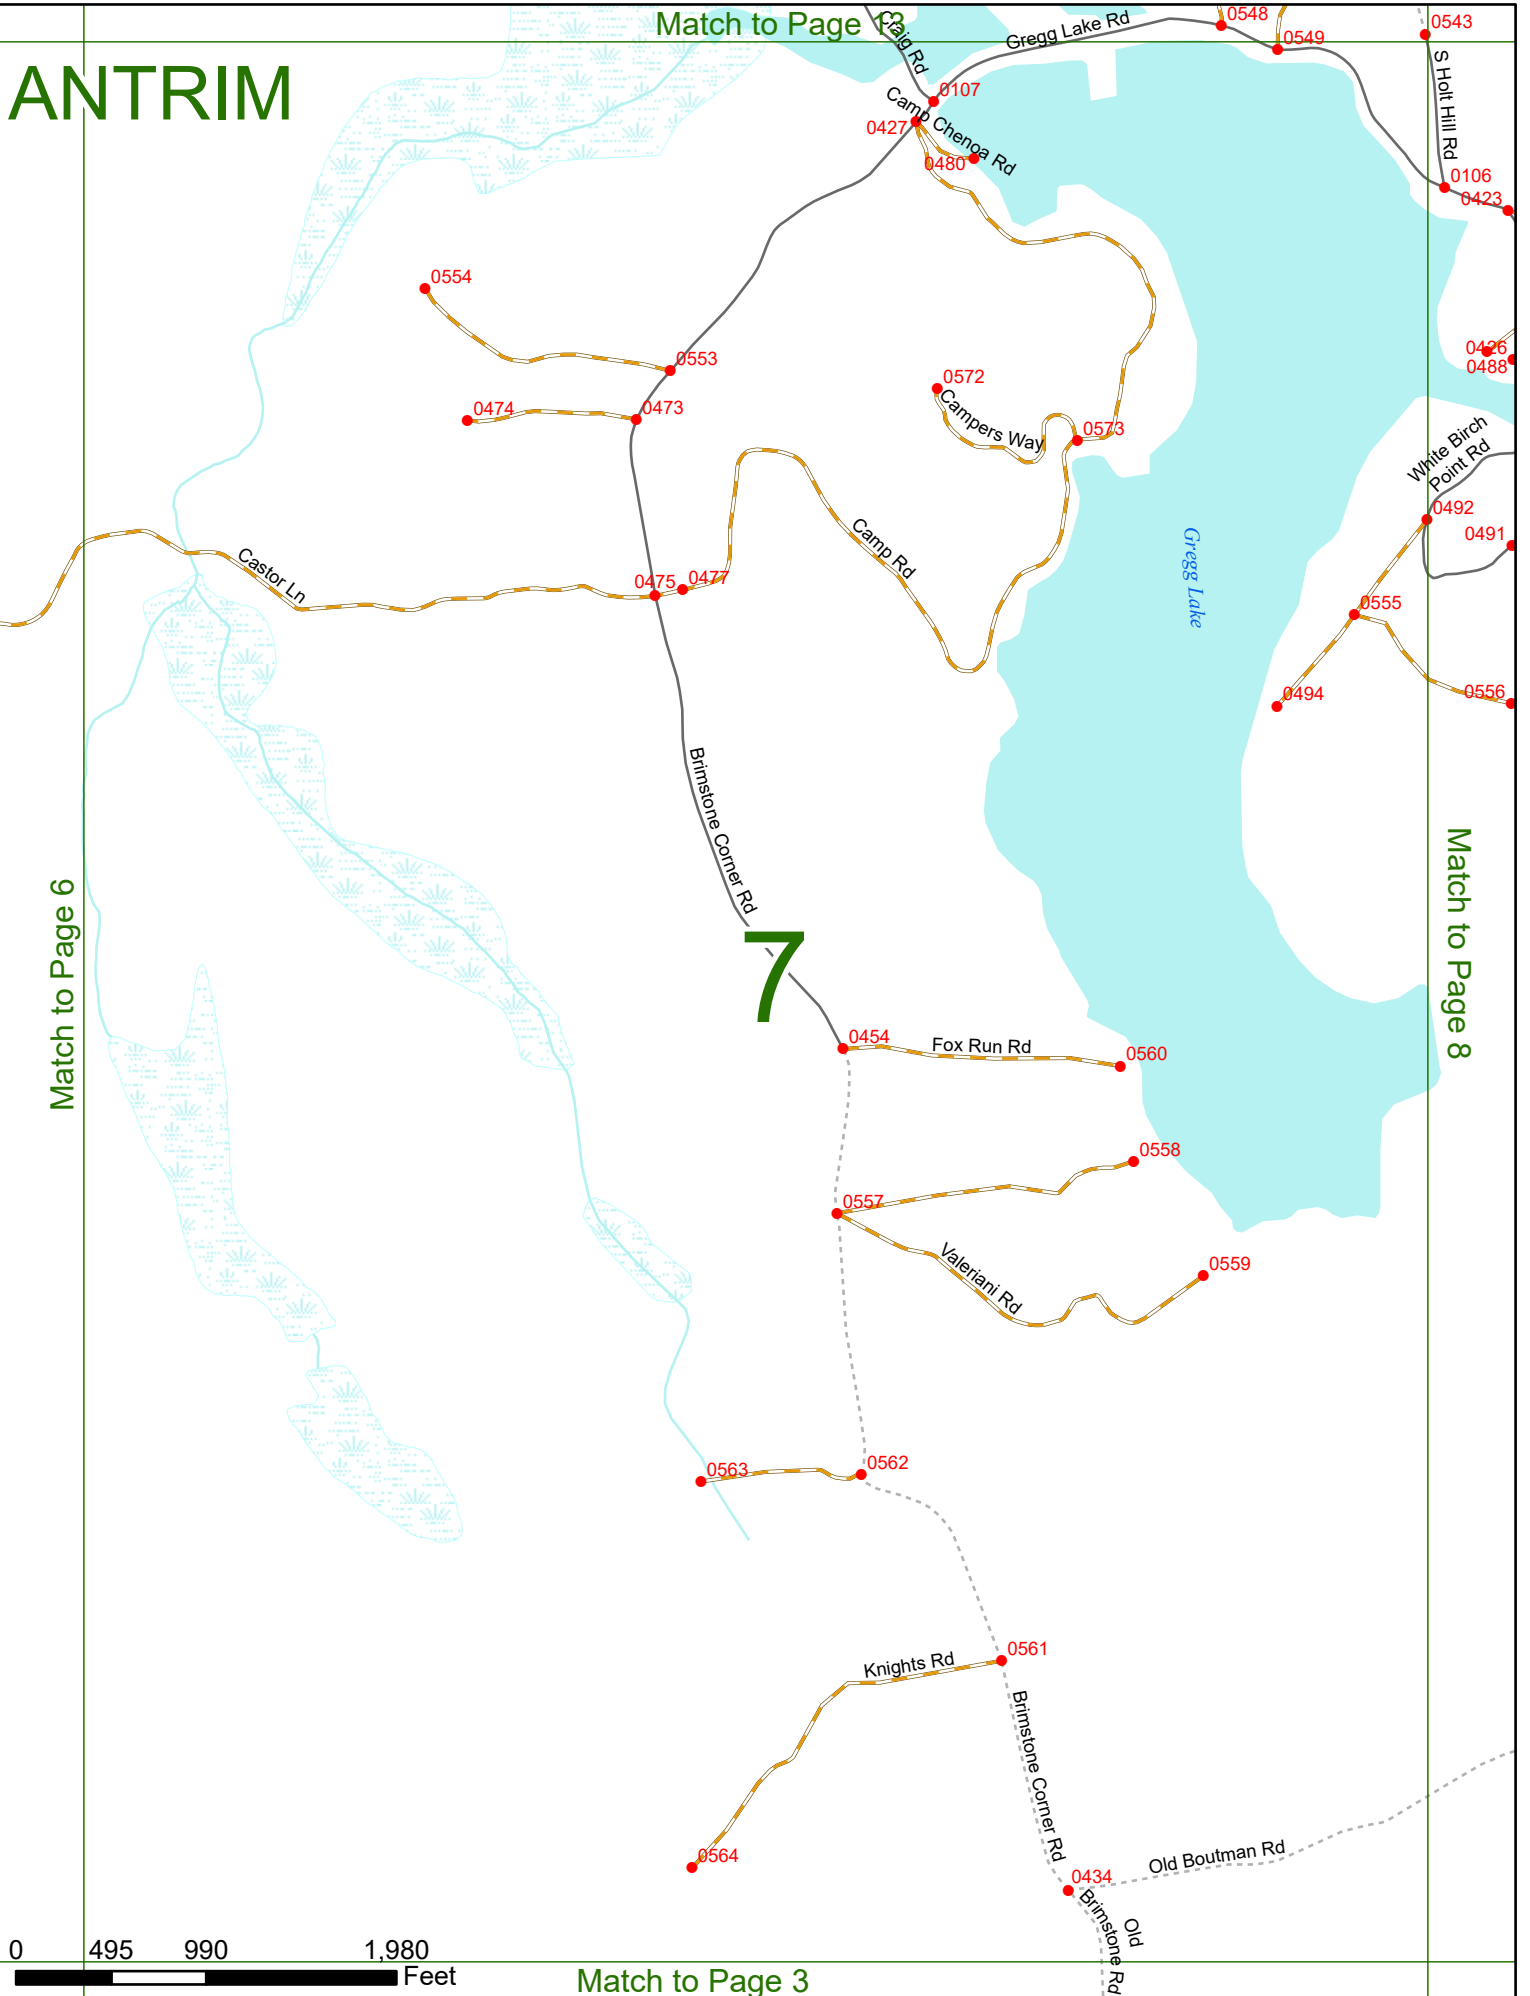 Match to Page 13
ANTRIM
Craig Rd
Gregg Lake Rd
0548
0549
0543
S Holt Hill Rd
0107
Camp Chenoa Rd
0427
0480
0106
0423
0554
0553
0426
0488
0572
Campers Way
0474
0473
0573
White Birch
Point Rd
0492
0491
Camp Rd
Gregg Lake
Castor Ln
0475
0477
0555
0494
0556
Brimstone Corner Rd
Match to Page 6
7
Match to Page 8
0454
Fox Run Rd
0560
0558
0557
Valeriani Rd
0559
0563
0562
0561
Knights Rd
Brimstone Corner Rd
0564
Old Boutman Rd
0434
Old
Brimstone Rd
0 495 990 1,980
Feet
Match to Page 3